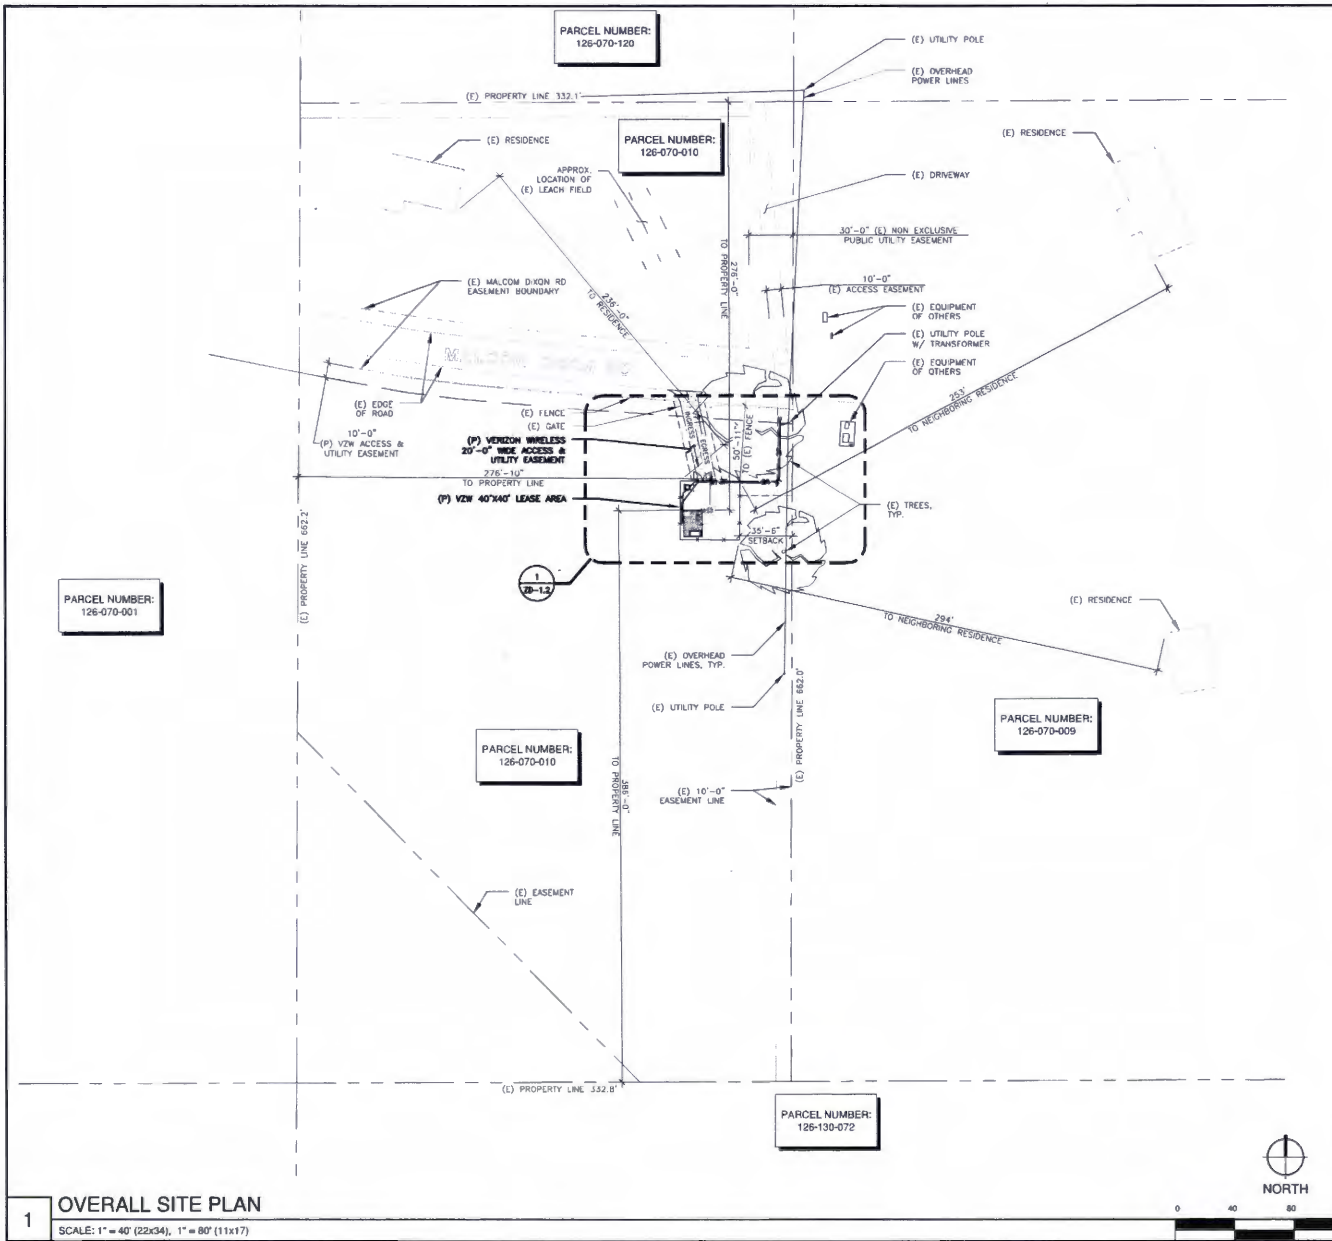 PARCEL NUMBER:
126-070-120
(E) UTILITY POLE
(E) OVERHEAD
POWER LINES
(E) PROPERTY LINE 332.1'
PARCEL NUMBER:
126-070-010
(E) RESIDENCE
(E) RESIDENCE
APPROX.
LOCATION OF
(E) LEACH FIELD
(E) DRIVEWAY
30'-0" (E) NON EXCLUSIVE
PUBLIC UTILITY EASEMENT
276'-0"
TO PROPERTY LINE
10'-0"
(E) ACCESS EASEMENT
(E) MALCOM DIXON RD
EASEMENT BOUNDARY
236'-0"
TO RESIDENCE
(E) EQUIPMENT
OF OTHERS
(E) UTILITY POLE
W/ TRANSFORMER
(E) EQUIPMENT
OF OTHERS
253'
TO NEIGHBORING RESIDENCE
(E) EDGE
OF ROAD
10'-0"
(P) VZW ACCESS &
UTILITY EASEMENT
(E) FENCE
(E) GATE
(P) VERIZON WIRELESS
20'-0" WIDE ACCESS &
UTILITY EASEMENT
INGRESS
EGRESS
50'-11"
TO (E) FENCE
276'-10"
TO PROPERTY LINE
(P) VZW 40'X40' LEASE AREA
(E) TREES,
TYP.
35'-6"
SETBACK
(E) PROPERTY LINE 662.2'
1
ZD-1.2
PARCEL NUMBER:
126-070-001
294'
TO NEIGHBORING RESIDENCE
(E) RESIDENCE
(E) OVERHEAD
POWER LINES, TYP.
(E) UTILITY POLE
(E) PROPERTY LINE 662.0'
PARCEL NUMBER:
126-070-009
PARCEL NUMBER:
126-070-010
386'-0"
TO PROPERTY LINE
(E) 10'-0"
EASEMENT LINE
(E) EASEMENT
LINE
(E) PROPERTY LINE 332.8'
PARCEL NUMBER:
126-130-072
NORTH
1
OVERALL SITE PLAN
SCALE: 1" = 40' (22x34), 1" = 80' (11x17)
0 40 80